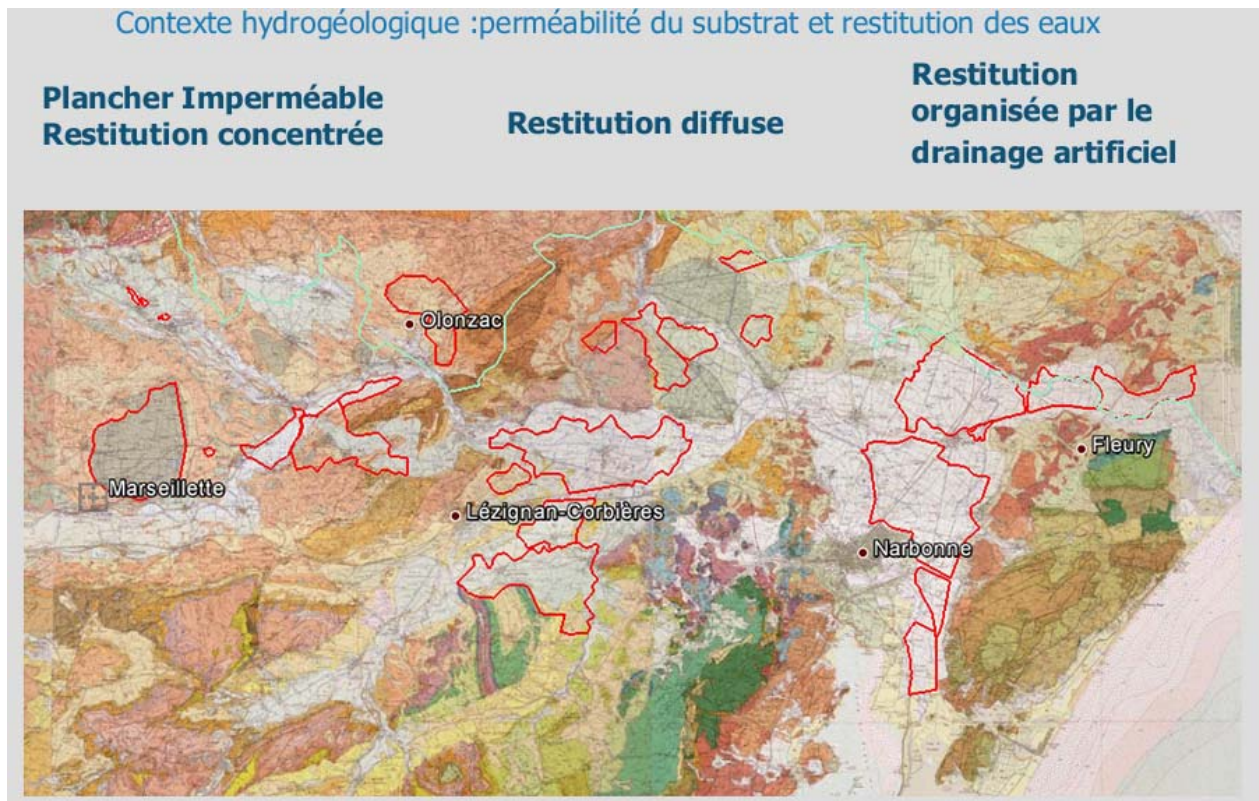 Contexte hydrogéologique :perméabilité du substrat et restitution des eaux
Plancher Imperméable
Restitution concentrée
Restitution diffuse
Restitution
organisée par le
drainage artificiel
Olonzac
Marseillette
Lézignan-Corbières
Narbonne
Fleury